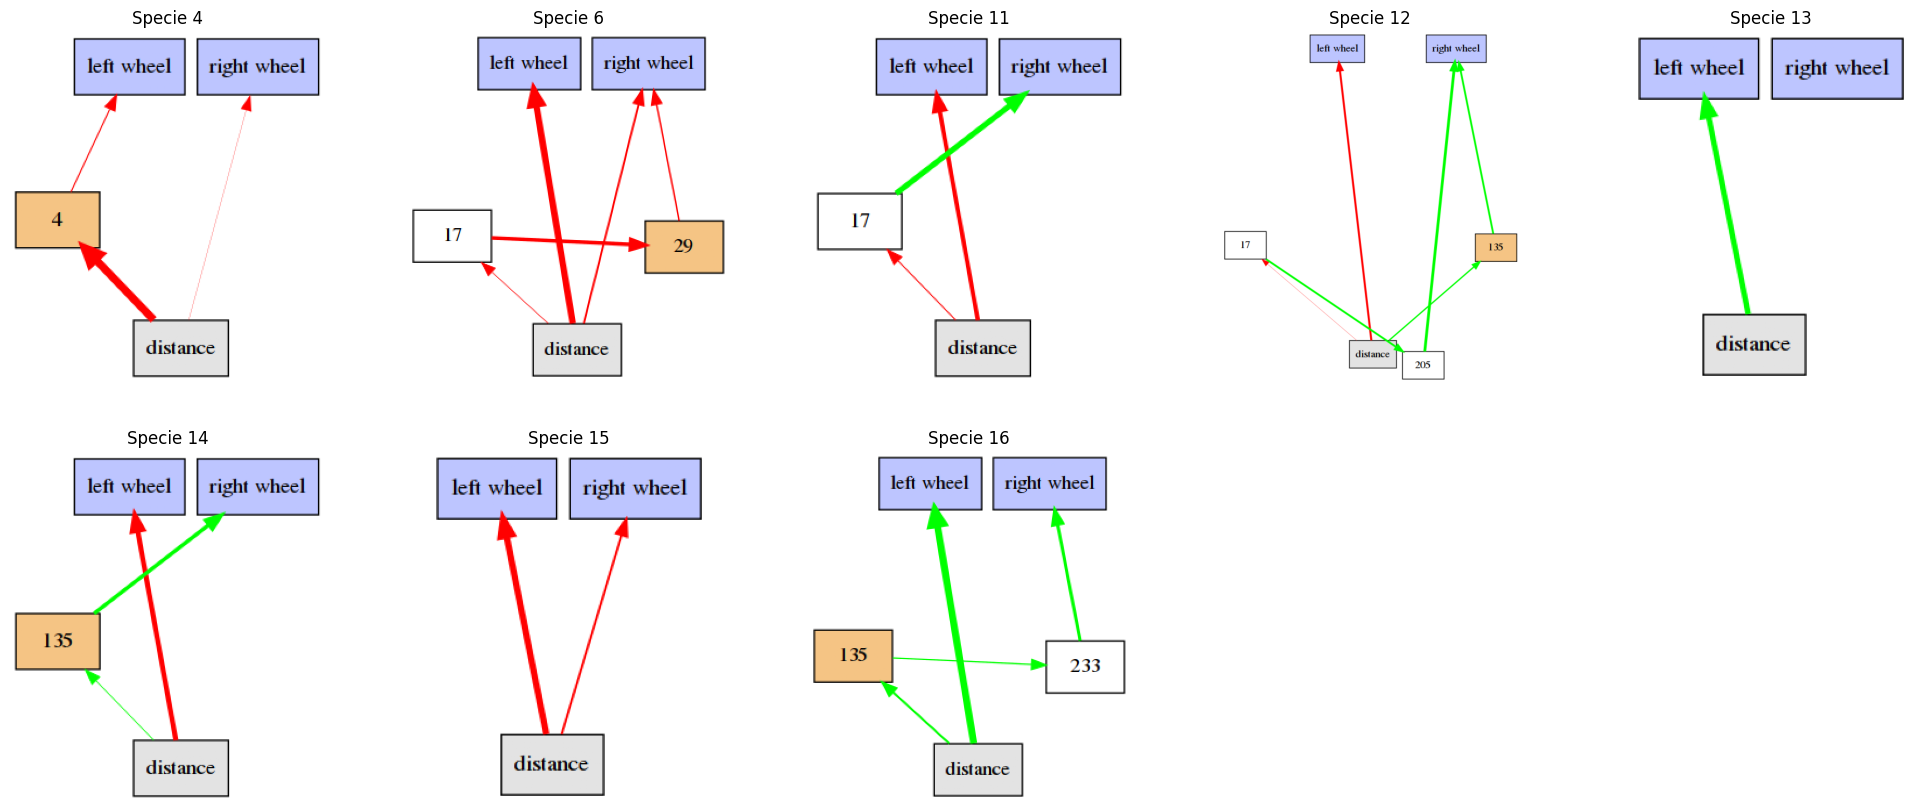 Specie 4
left wheel
right wheel
4
distance
Specie 6
left wheel
right wheel
17
29
distance
Specie 11
left wheel
right wheel
17
distance
Specie 12
left wheel
right wheel
17
135
distance
205
Specie 13
left wheel
right wheel
distance
Specie 14
left wheel
right wheel
135
distance
Specie 15
left wheel
right wheel
distance
Specie 16
left wheel
right wheel
135
233
distance